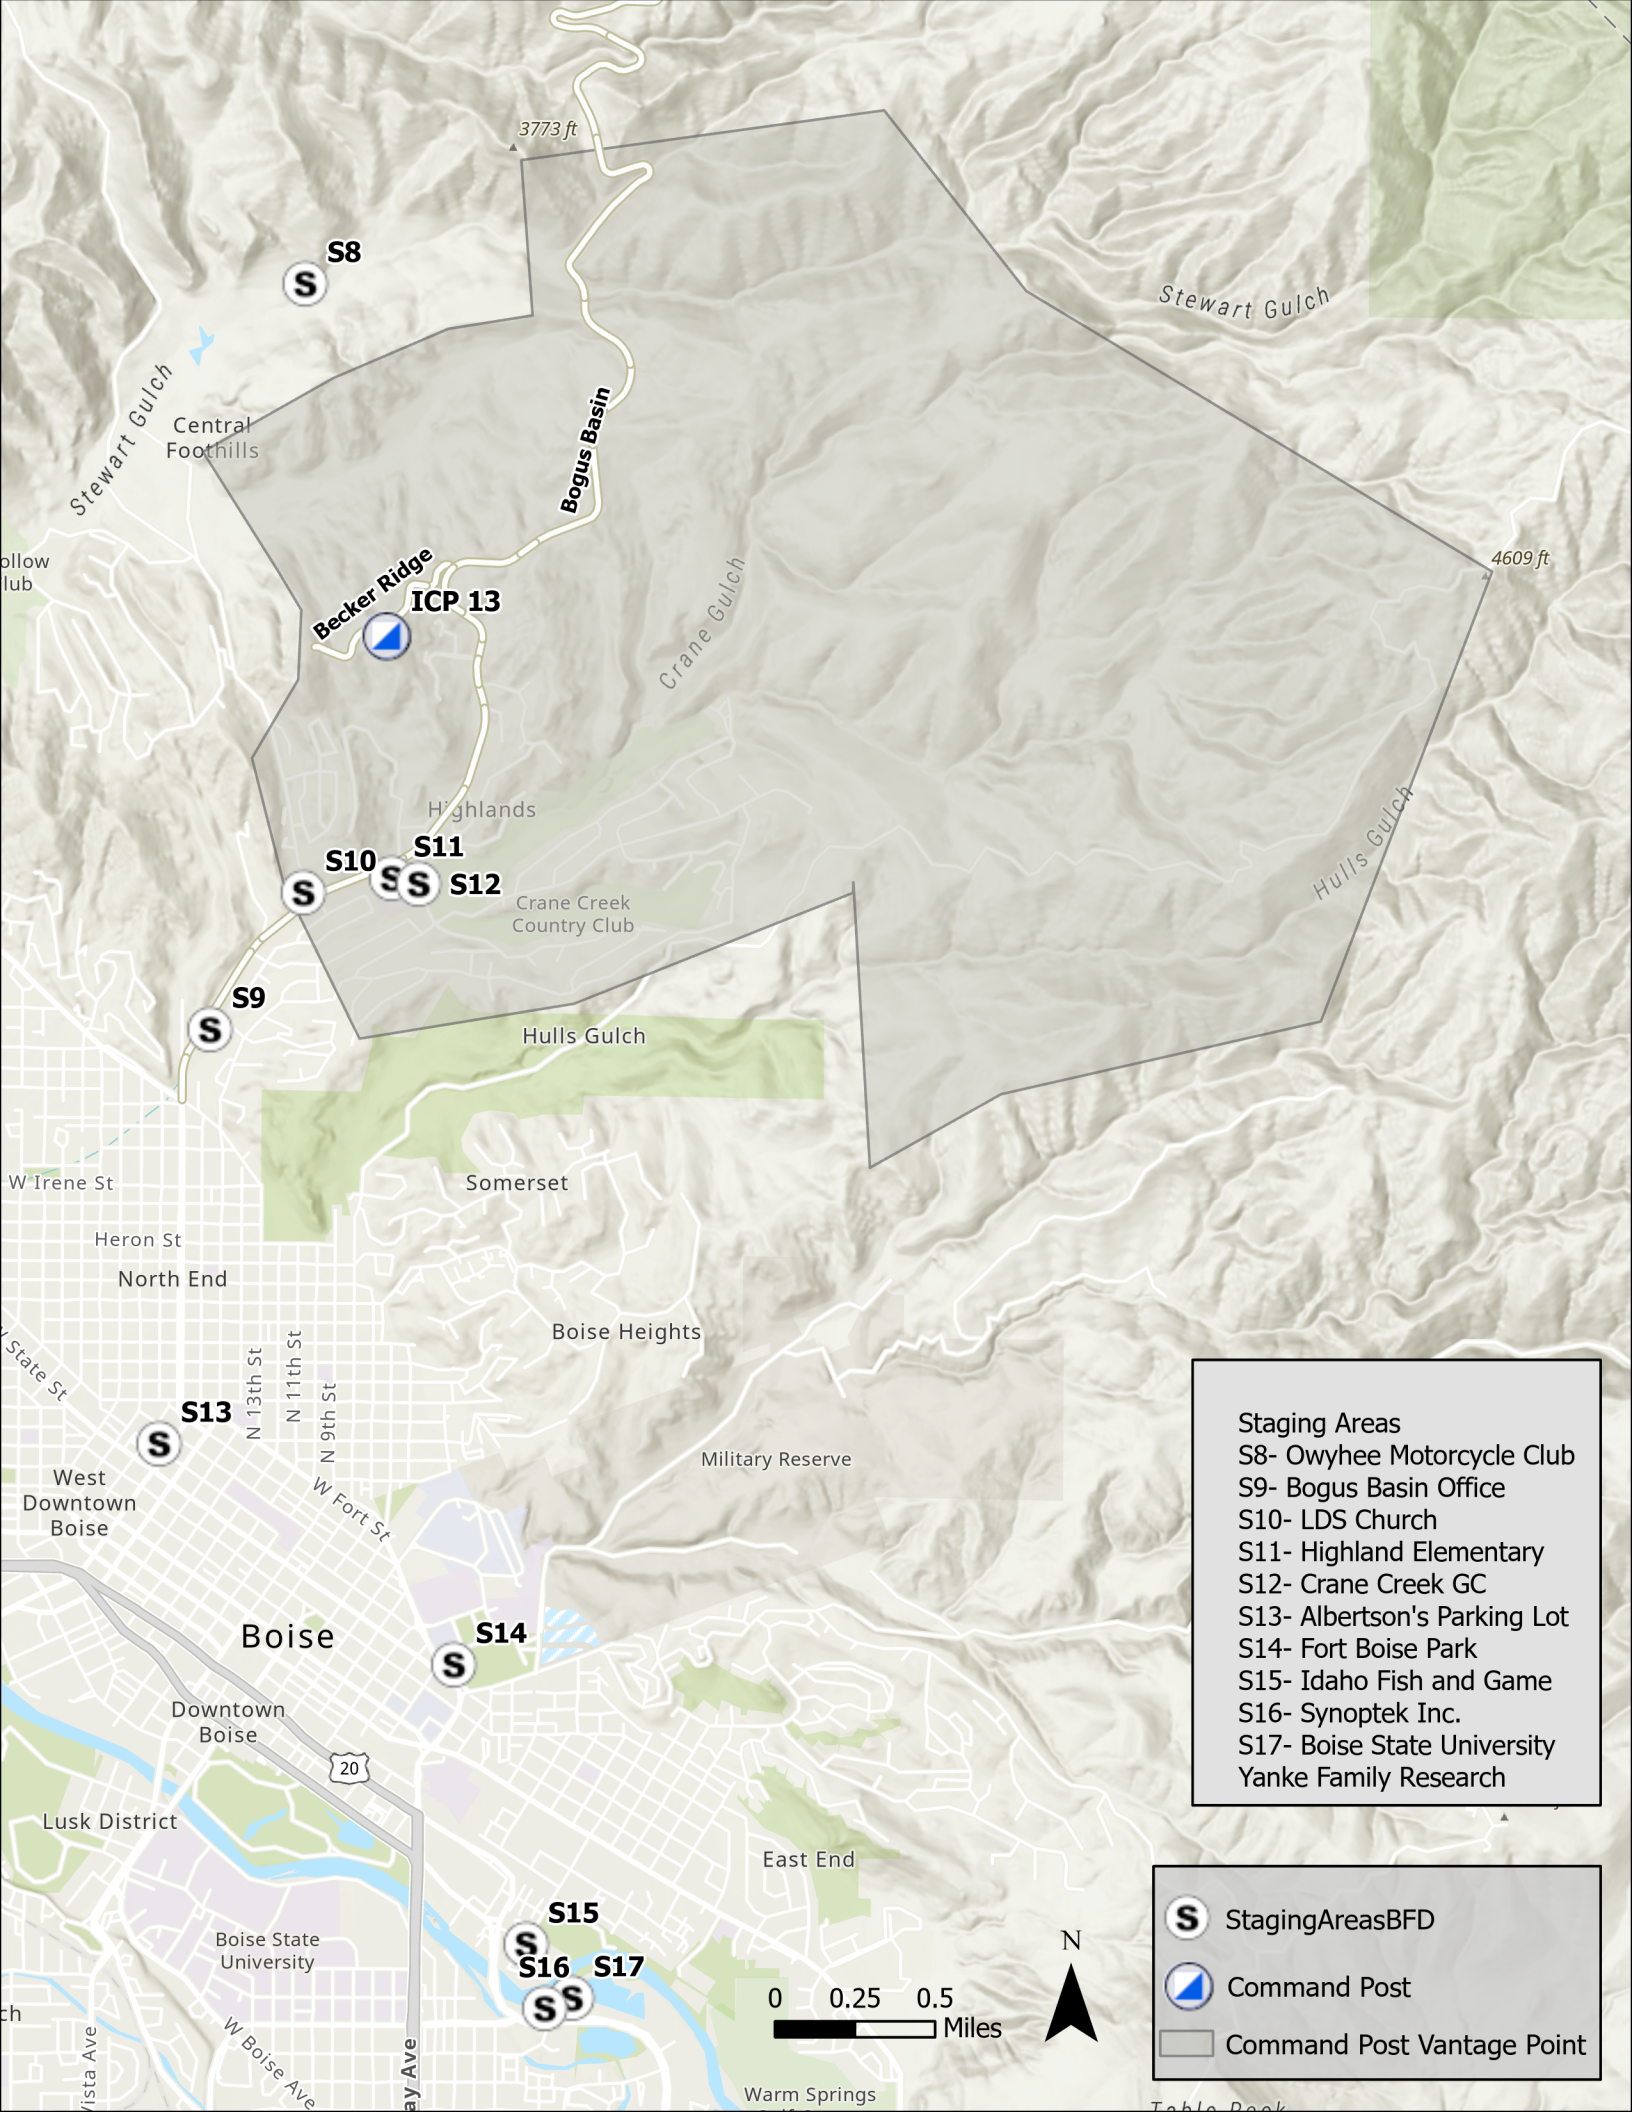 3773 ft
S8
Stewart Gulch
Stewart Gulch
Central
Foothills
Bogus Basin
ollow
lub
Becker Ridge
ICP 13
4609 ft
Crane Gulch
Highlands
Hulls Gulch
S10
S11
S12
Crane Creek
Country Club
S9
Hulls Gulch
W Irene St
Somerset
Heron St
North End
N State St
N 13th St
N 11th St
N 9th St
Boise Heights
S13
West
Downtown
Boise
W Fort St
Military Reserve
Staging Areas
S8- Owyhee Motorcycle Club
S9- Bogus Basin Office
S10- LDS Church
S11- Highland Elementary
S12- Crane Creek GC
S13- Albertson's Parking Lot
S14- Fort Boise Park
S15- Idaho Fish and Game
S16- Synoptek Inc.
S17- Boise State University
Yanke Family Research
Boise
S14
Downtown
Boise
20
Lusk District
East End
Boise State
University
S15
S16
S17
W Boise Ave
Vista Ave
ay Ave
ch
0 0.25 0.5
Miles
N
S StagingAreasBFD
Command Post
Command Post Vantage Point
Warm Springs